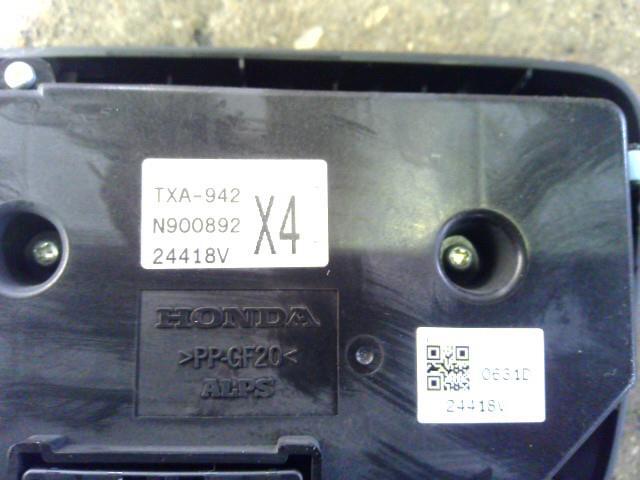 TXA-942
N900892
24418V
X4
HONDA
>PP-GF20<
ALPS
0631D
24418V